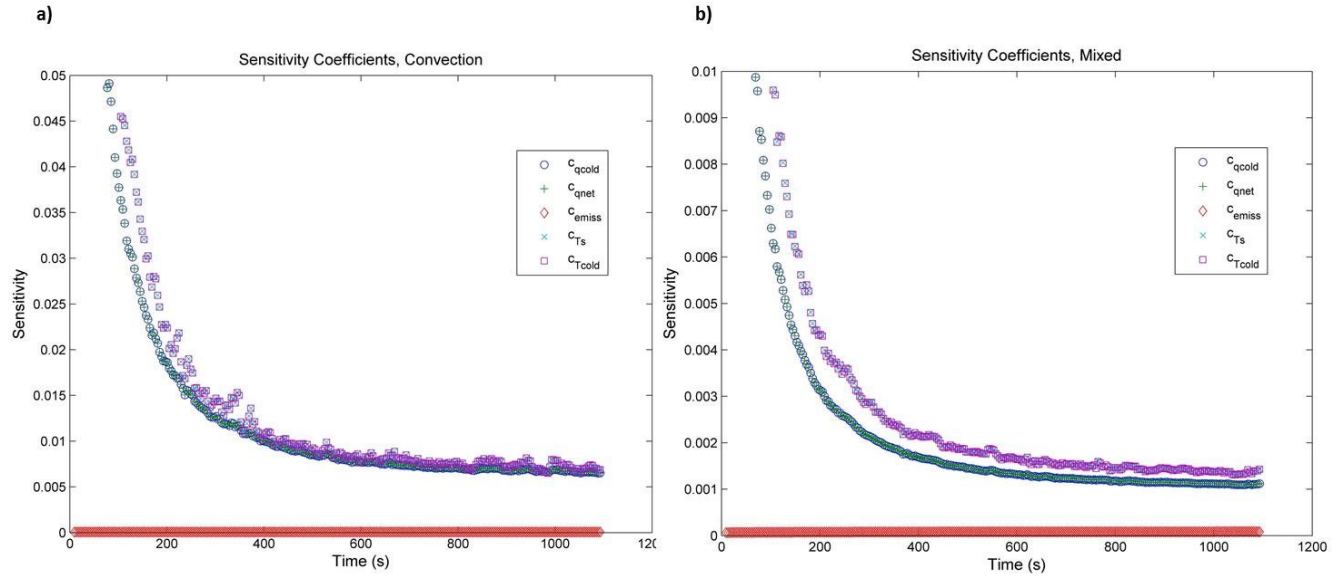 a)
Sensitivity Coefficients, Convection
0.05
0.045
0.04
0.035
0.03
0.025
0.02
0.015
0.01
0.005
0
Sensitivity
c_qcold
c_qnet
c_emiss
c_Ts
c_Tcold
0 200 400 600 800 1000 120
Time (s)
b)
Sensitivity Coefficients, Mixed
0.01
0.009
0.008
0.007
0.006
0.005
0.004
0.003
0.002
0.001
0
Sensitivity
c_qcold
c_qnet
c_emiss
c_Ts
c_Tcold
0 200 400 600 800 1000 1200
Time (s)